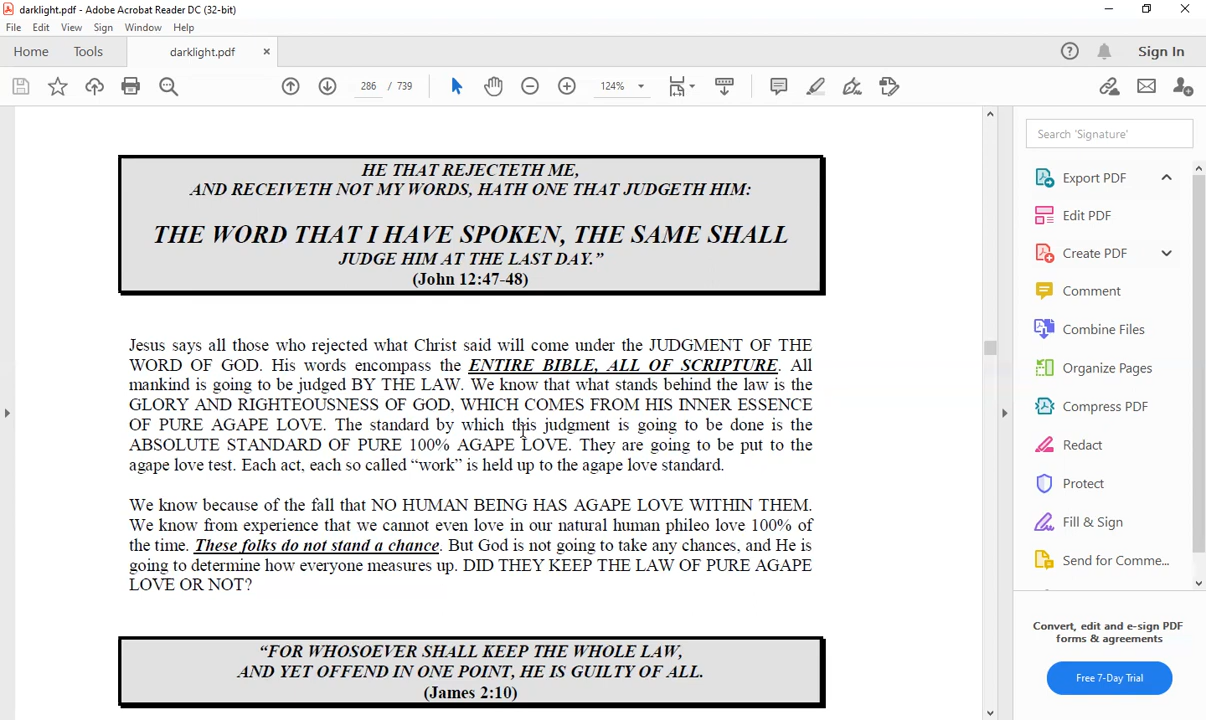 darklight.pdf - Adobe Acrobat Reader DC (32-bit)
File Edit View Sign Window Help
Home Tools darklight.pdf × Sign In
286 / 739 124%
HE THAT REJECTETH ME,
AND RECEIVETH NOT MY WORDS, HATH ONE THAT JUDGETH HIM:
THE WORD THAT I HAVE SPOKEN, THE SAME SHALL
JUDGE HIM AT THE LAST DAY.”
(John 12:47-48)
Jesus says all those who rejected what Christ said will come under the JUDGMENT OF THE
WORD OF GOD. His words encompass the ENTIRE BIBLE, ALL OF SCRIPTURE. All
mankind is going to be judged BY THE LAW. We know that what stands behind the law is the
GLORY AND RIGHTEOUSNESS OF GOD, WHICH COMES FROM HIS INNER ESSENCE
OF PURE AGAPE LOVE. The standard by which this judgment is going to be done is the
ABSOLUTE STANDARD OF PURE 100% AGAPE LOVE. They are going to be put to the
agape love test. Each act, each so called “work” is held up to the agape love standard.
We know because of the fall that NO HUMAN BEING HAS AGAPE LOVE WITHIN THEM.
We know from experience that we cannot even love in our natural human phileo love 100% of
the time. These folks do not stand a chance. But God is not going to take any chances, and He is
going to determine how everyone measures up. DID THEY KEEP THE LAW OF PURE AGAPE
LOVE OR NOT?
“FOR WHOSOEVER SHALL KEEP THE WHOLE LAW,
AND YET OFFEND IN ONE POINT, HE IS GUILTY OF ALL.
(James 2:10)
Search 'Signature'
Export PDF
Edit PDF
Create PDF
Comment
Combine Files
Organize Pages
Compress PDF
Redact
Protect
Fill & Sign
Send for Comme...
Convert, edit and e-sign PDF
forms & agreements
Free 7-Day Trial